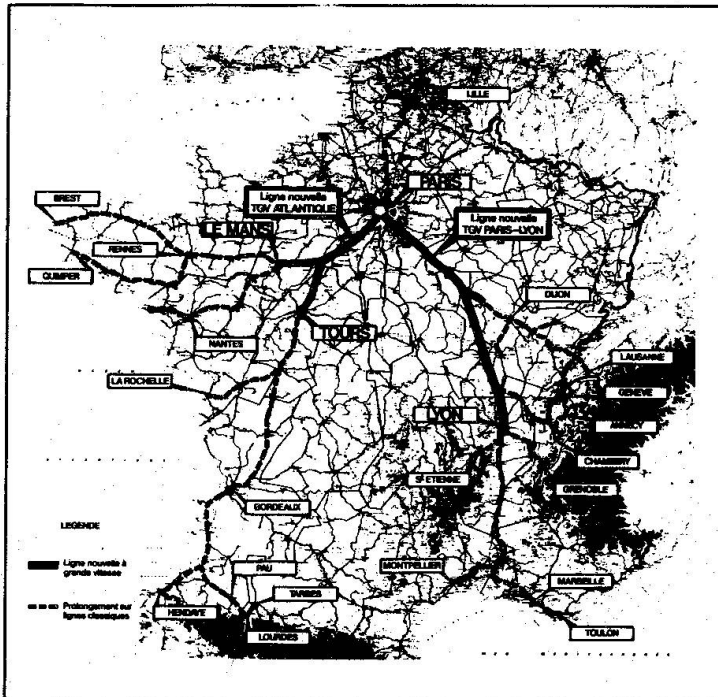 LILLE
PARIS
Ligne nouvelle
TGV ATLANTIQUE
Ligne nouvelle
TGV PARIS-LYON
BREST
LE MANS
RENNES
QUIMPER
DIJON
NANTES
TOURS
LAUSANNE
LA ROCHELLE
GENEVE
LYON
ANNECY
CHAMBERY
ST ETIENNE
GRENOBLE
BORDEAUX
LEGENDE
Ligne nouvelle à
grande vitesse
PAU
MONTPELLIER
MARSEILLE
TARBES
Prolongement sur
lignes classiques
HENDAYE
LOURDES
TOULON